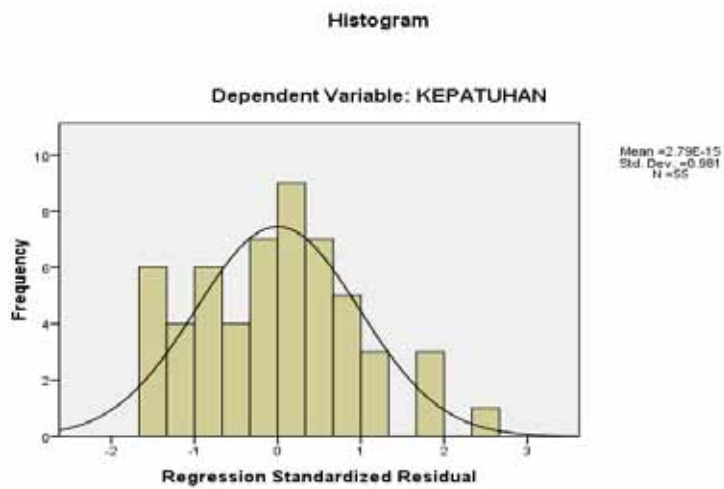 Histogram
Dependent Variable: KEPATUHAN
Mean =2.79E-15
Std. Dev. =0.981
N =55
Frequency
10
8
6
4
2
0
-2
-1
0
1
2
3
Regression Standardized Residual